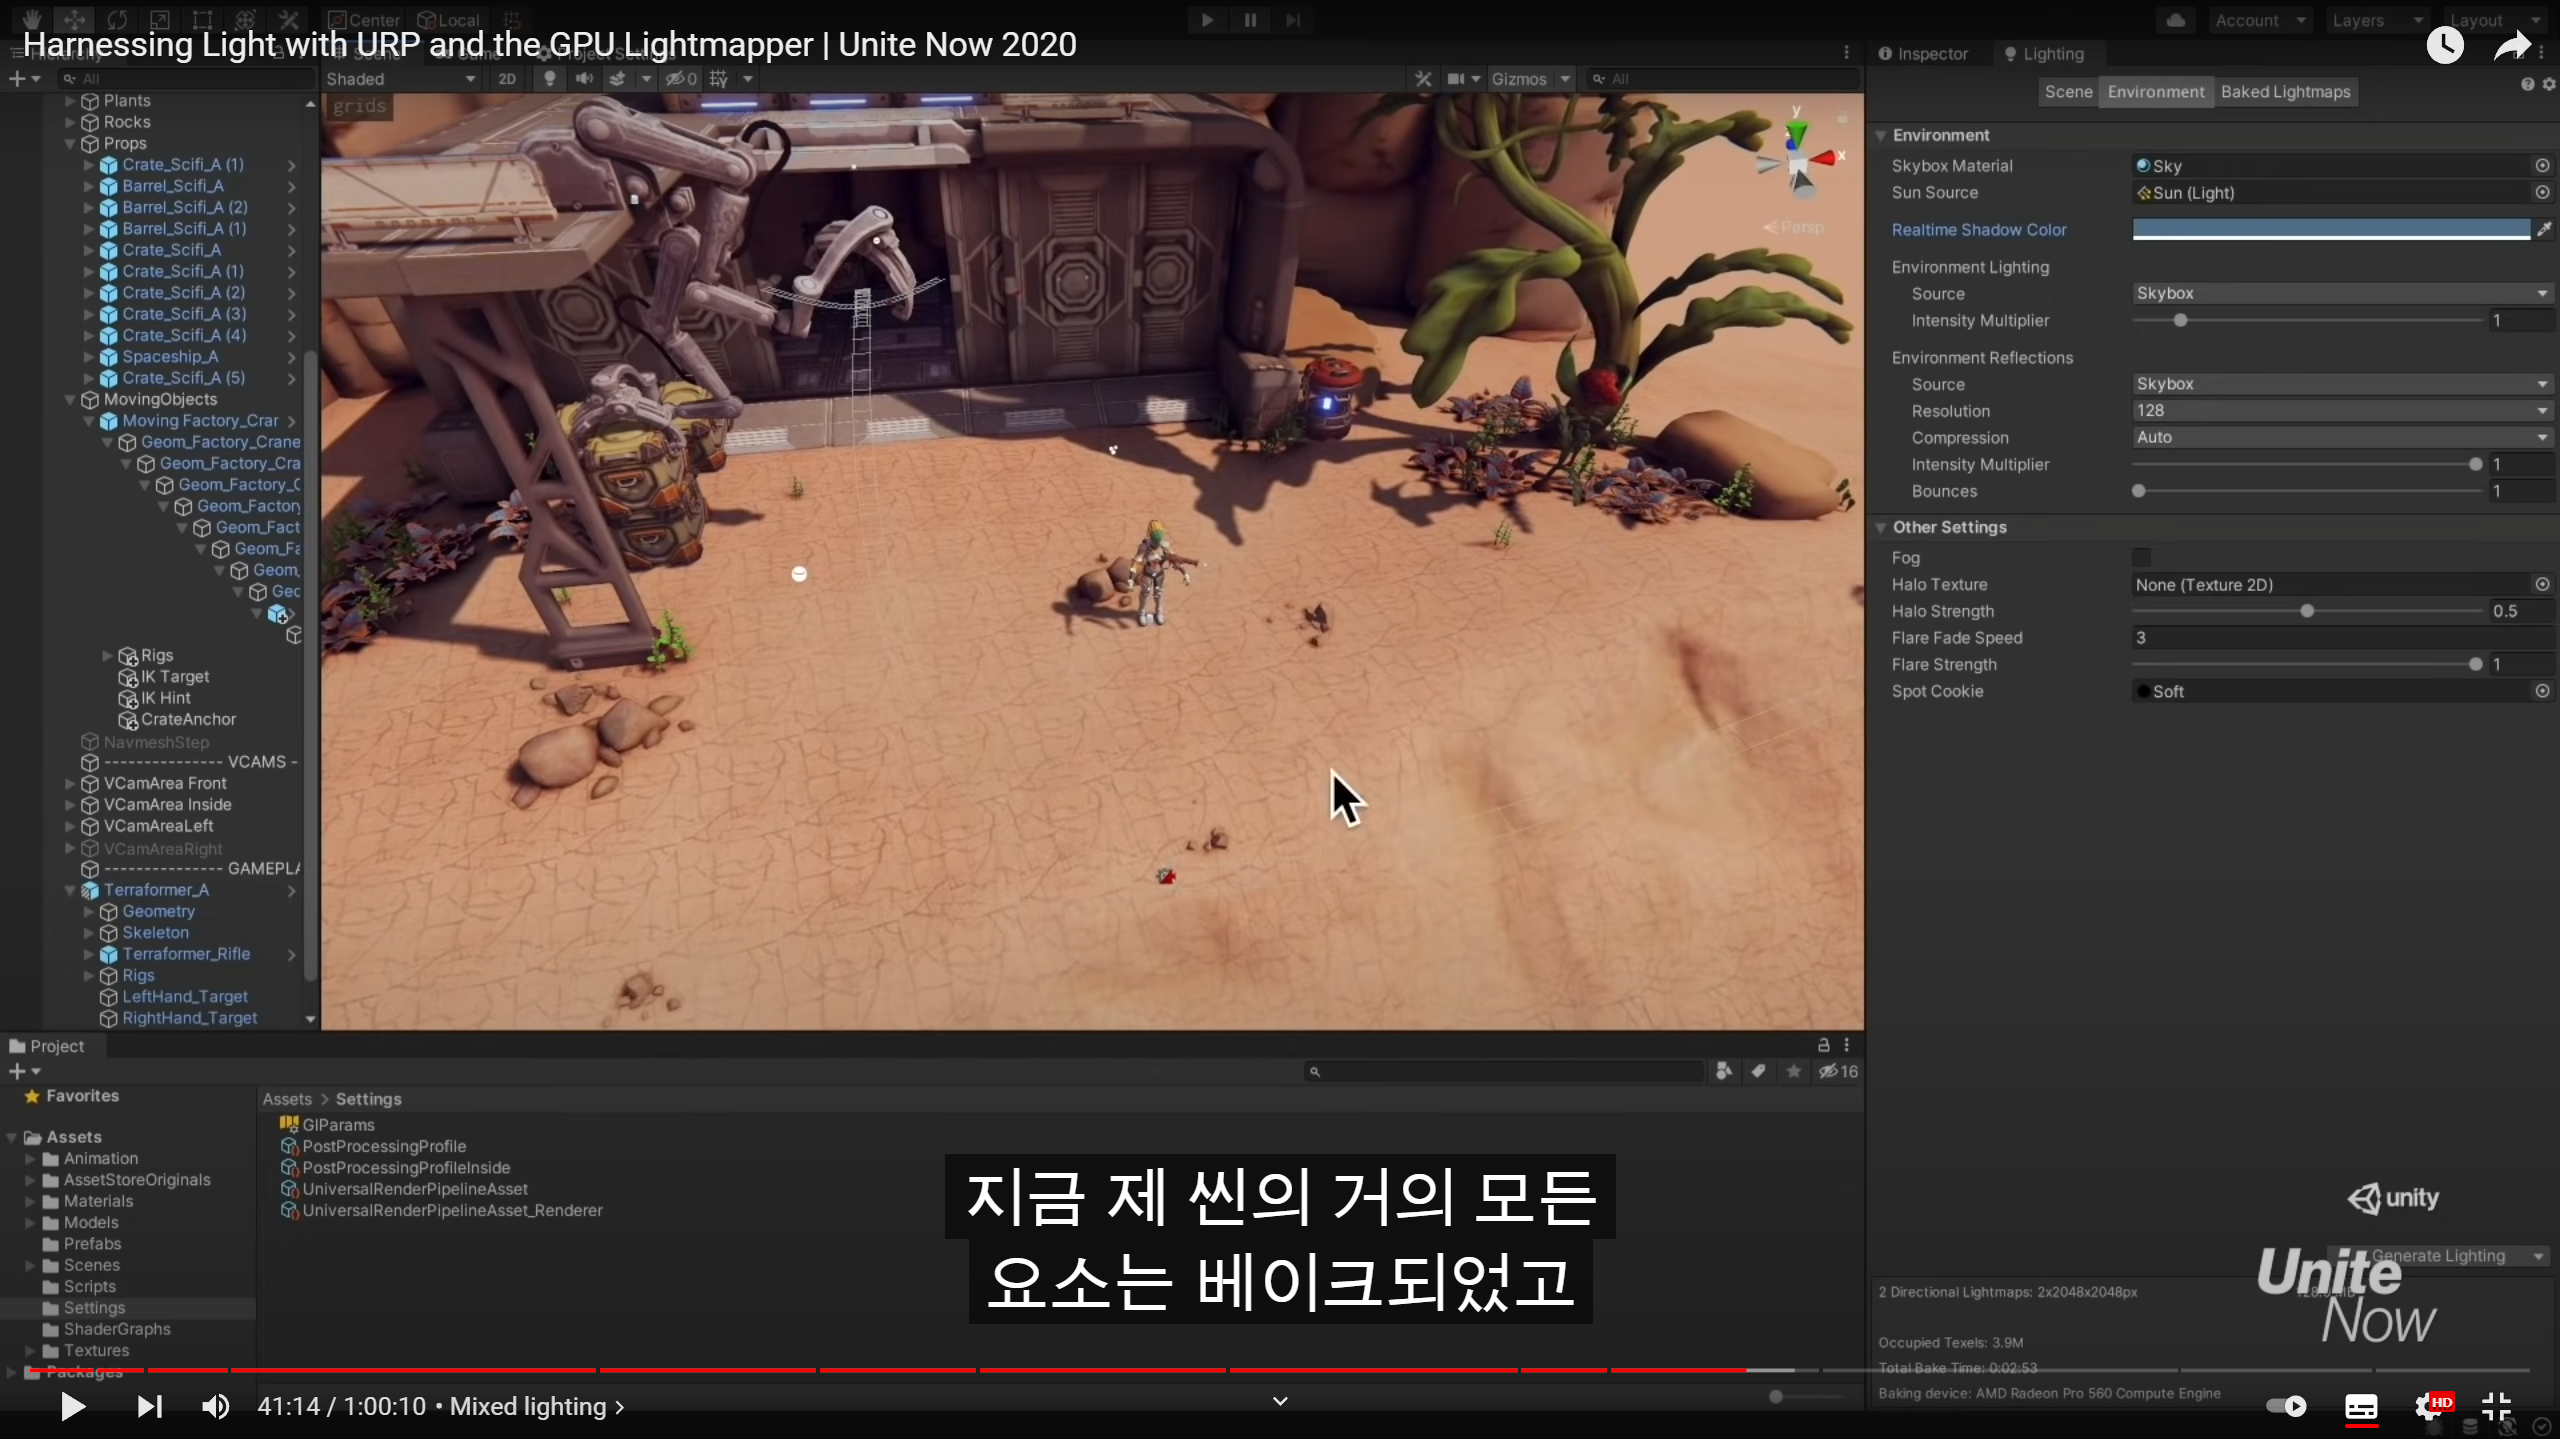 Harnessing Light with URP and the GPU Lightmapper | Unite Now 2020
Center
Local
Account
Layers
Layout
Hierarchy
Scene
Game
Project Settings
All
Shaded
2D
0
Gizmos
All
grids
y
x
Persp
Plants
Rocks
Props
Crate_Scifi_A (1)
Barrel_Scifi_A
Barrel_Scifi_A (2)
Barrel_Scifi_A (1)
Crate_Scifi_A
Crate_Scifi_A (1)
Crate_Scifi_A (2)
Crate_Scifi_A (3)
Crate_Scifi_A (4)
Spaceship_A
Crate_Scifi_A (5)
MovingObjects
Moving Factory_Crar
Geom_Factory_Crane
Geom_Factory_Cra
Geom_Factory_C
Geom_Factory
Geom_Fact
Geom_Fa
Geom_
Geo
Rigs
IK Target
IK Hint
CrateAnchor
NavmeshStep
-------------- VCAMS -
VCamArea Front
VCamArea Inside
VCamAreaLeft
VCamAreaRight
-------------- GAMEPLA
Terraformer_A
Geometry
Skeleton
Terraformer_Rifle
Rigs
LeftHand_Target
RightHand_Target
Inspector
Lighting
Scene
Environment
Baked Lightmaps
Environment
Skybox Material
Sky
Sun Source
Sun (Light)
Realtime Shadow Color
Environment Lighting
Source
Skybox
Intensity Multiplier
1
Environment Reflections
Source
Skybox
Resolution
128
Compression
Auto
Intensity Multiplier
1
Bounces
1
Other Settings
Fog
Halo Texture
None (Texture 2D)
Halo Strength
0.5
Flare Fade Speed
3
Flare Strength
1
Spot Cookie
Soft
Project
16
Favorites
Assets
Animation
AssetStoreOriginals
Materials
Models
Prefabs
Scenes
Scripts
Settings
ShaderGraphs
Textures
Packages
Assets > Settings
GIParams
PostProcessingProfile
PostProcessingProfileInside
UniversalRenderPipelineAsset
UniversalRenderPipelineAsset_Renderer
지금 제 씬의 거의 모든
요소는 베이크되었고
unity
Generate Lighting
Unite
Now
2 Directional Lightmaps: 2x2048x2048px
Occupied Texels: 3.9M
Total Bake Time: 0:02:53
Baking device: AMD Radeon Pro 560 Compute Engine
41:14 / 1:00:10 • Mixed lighting
HD